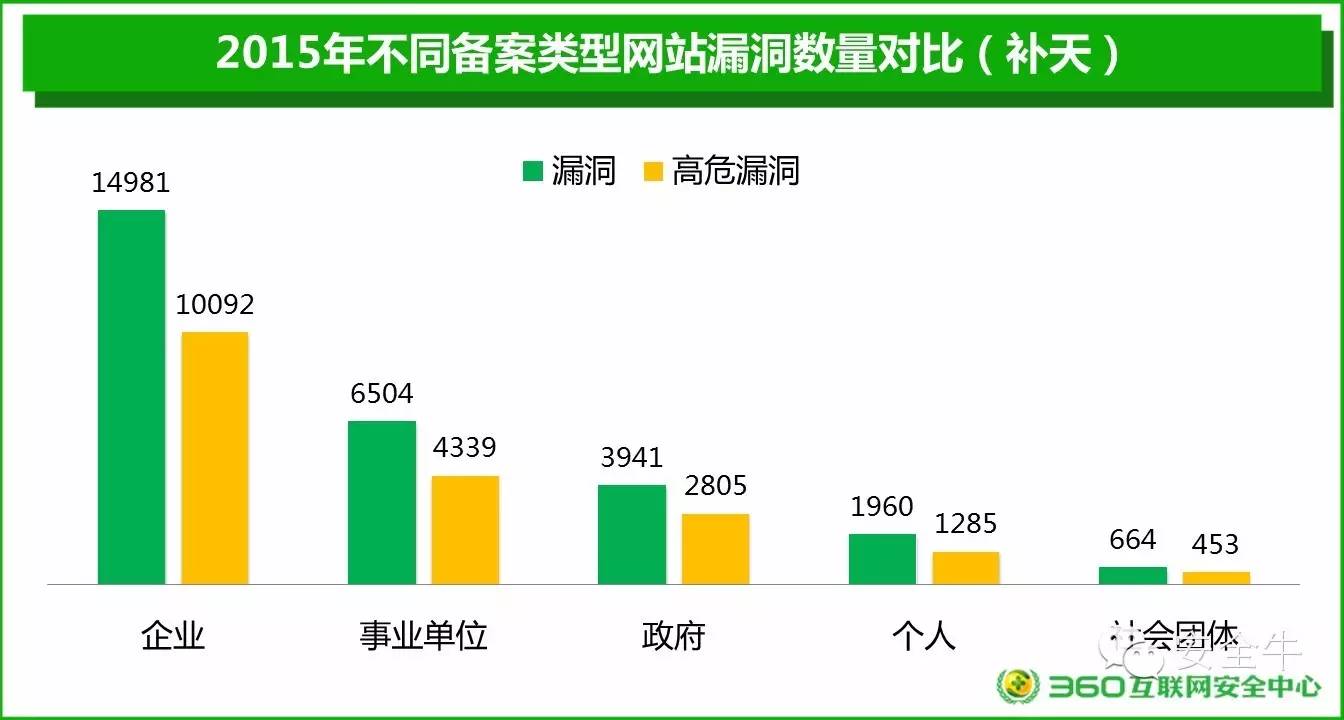 2015年不同备案类型网站漏洞数量对比（补天）
漏洞 高危漏洞
14981
10092
6504
4339
3941
2805
1960
1285
664
453
企业 事业单位 政府 个人 社会团体
安全牛
360互联网安全中心